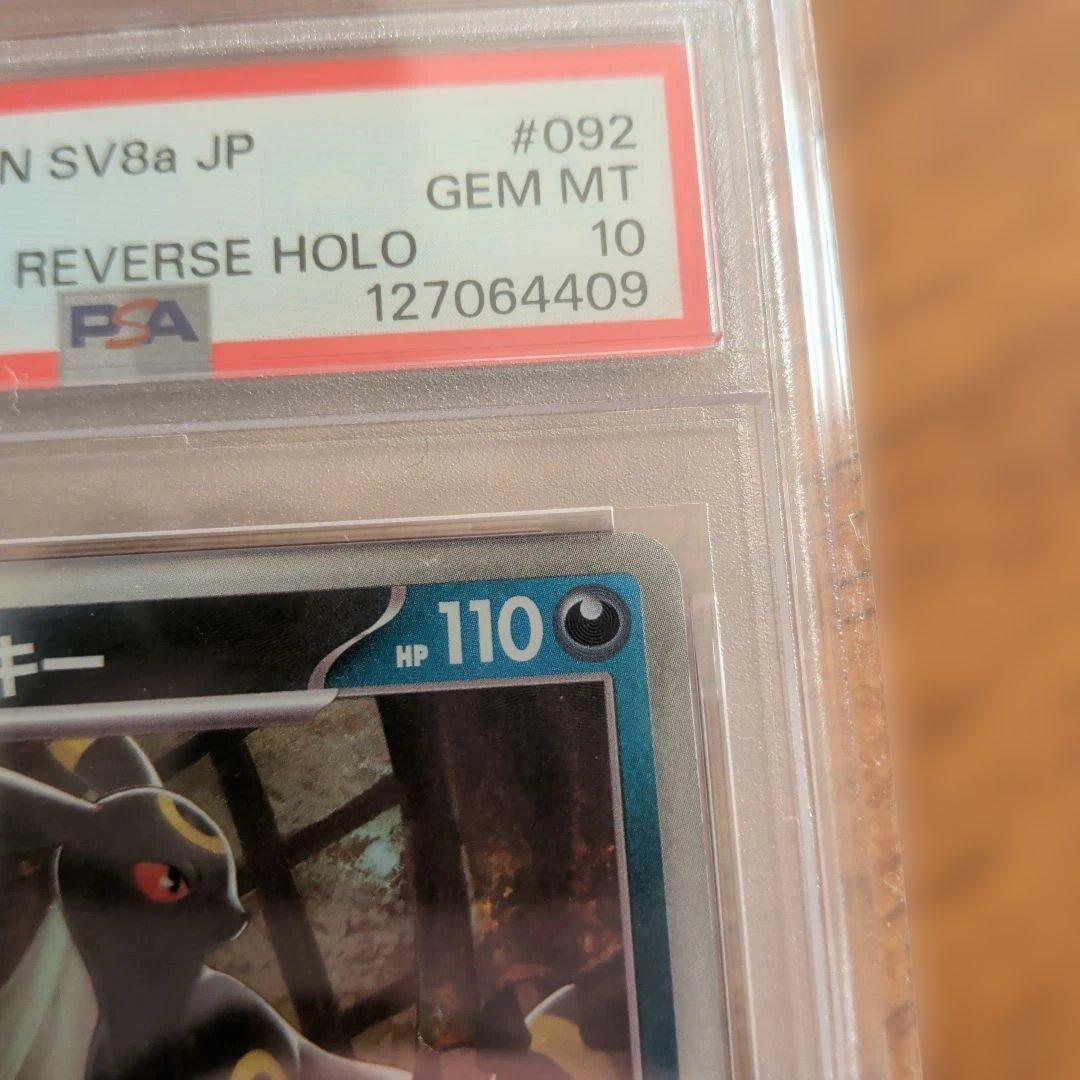 N SV8a JP #092
GEM MT
REVERSE HOLO 10
PSA 127064409
キー HP 110